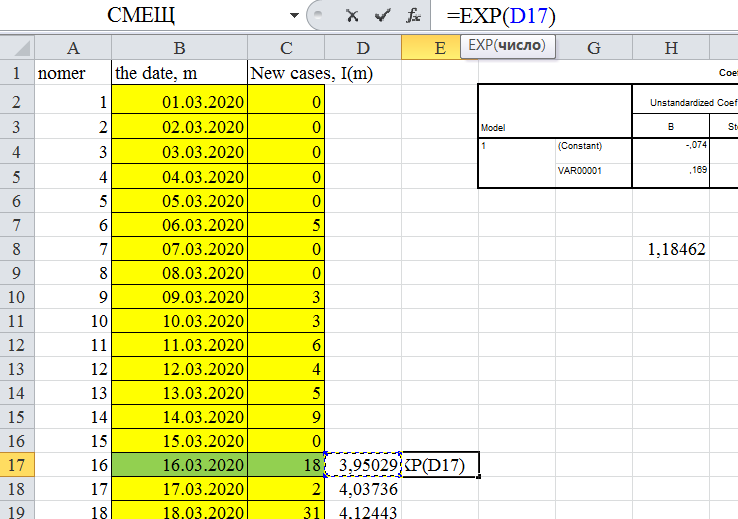 СМЕЩ =EXP(D17)
EXP(число)
A B C D E G H
1 nomer the date, m New cases, I(m) Coef
2 1 01.03.2020 0 Unstandardized Coef
3 2 02.03.2020 0 Model B St
4 3 03.03.2020 0 1 (Constant) -,074
5 4 04.03.2020 0 VAR00001 ,169
6 5 05.03.2020 0
7 6 06.03.2020 5
8 7 07.03.2020 0 1,18462
9 8 08.03.2020 0
10 9 09.03.2020 3
11 10 10.03.2020 3
12 11 11.03.2020 6
13 12 12.03.2020 4
14 13 13.03.2020 5
15 14 14.03.2020 9
16 15 15.03.2020 0
17 16 16.03.2020 18 3,95029 XP(D17)
18 17 17.03.2020 2 4,03736
19 18 18.03.2020 31 4,12443